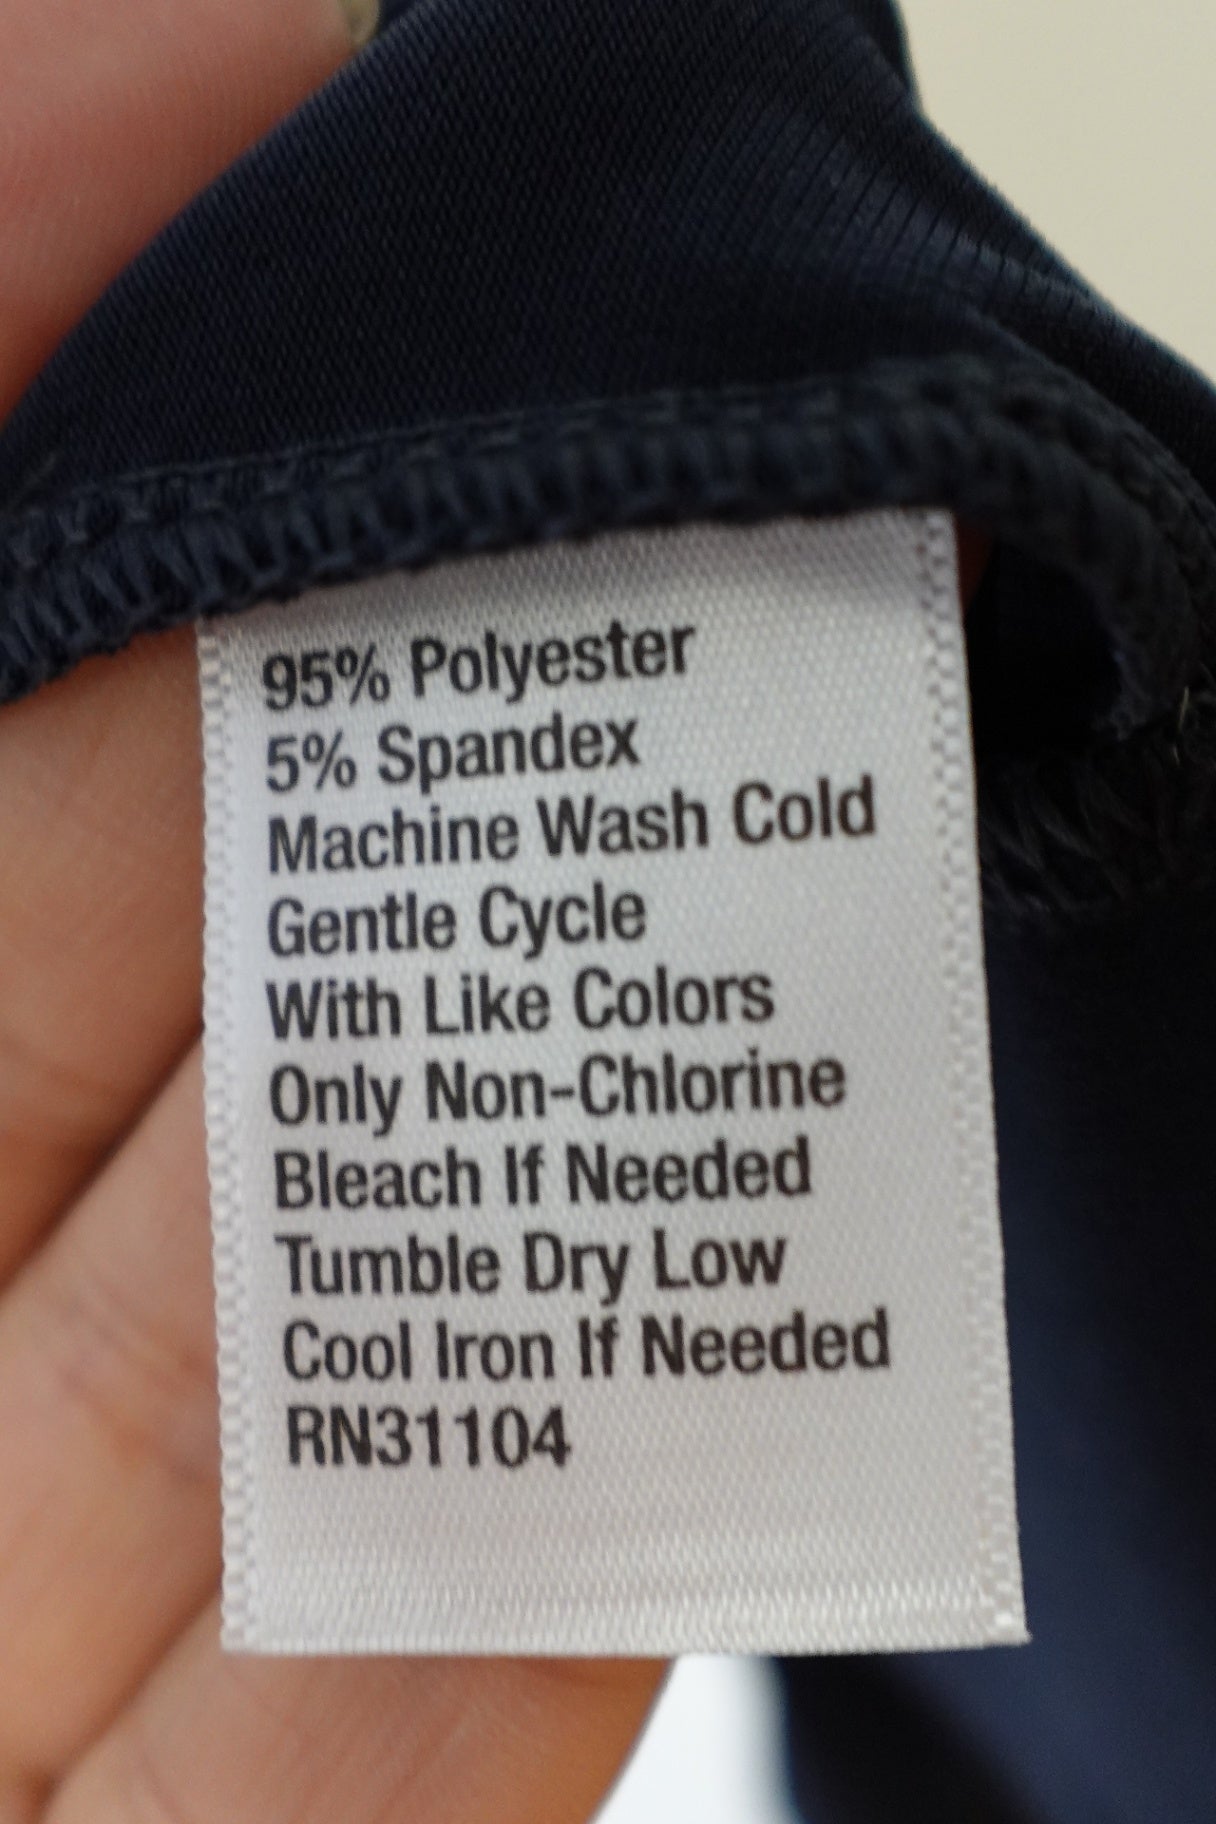 95% Polyester
5% Spandex
Machine Wash Cold
Gentle Cycle
With Like Colors
Only Non-Chlorine
Bleach If Needed
Tumble Dry Low
Cool Iron If Needed
RN31104